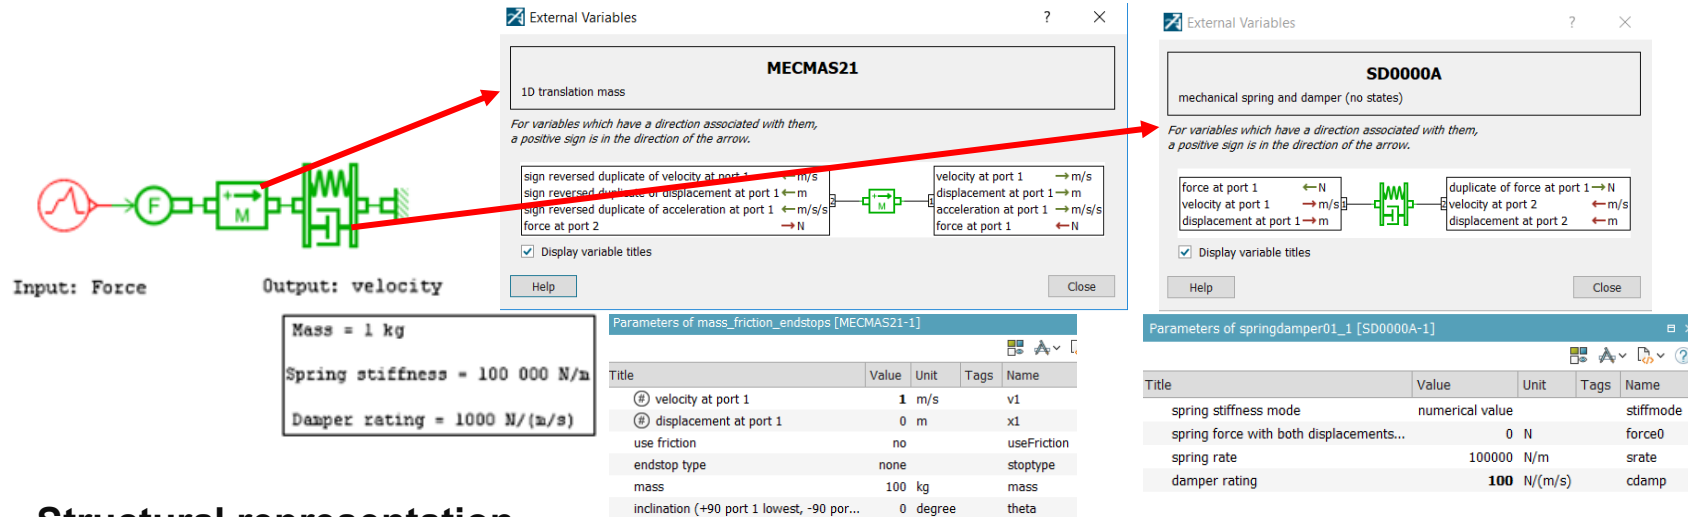 External Variables
?
MECMAS21
1D translation mass
For variables which have a direction associated with them,
a positive sign is in the direction of the arrow.
sign reversed duplicate of velocity at port 1 m/s
sign reversed duplicate of displacement at port 1 m
sign reversed duplicate of acceleration at port 1 m/s/s
force at port 2 N
2
M
1
velocity at port 1 m/s
displacement at port 1 m
acceleration at port 1 m/s/s
force at port 1 N
Display variable titles
Help
Close
External Variables
?
SD0000A
mechanical spring and damper (no states)
For variables which have a direction associated with them,
a positive sign is in the direction of the arrow.
force at port 1 N
velocity at port 1 m/s
displacement at port 1 m
1
2
duplicate of force at port 1 N
velocity at port 2 m/s
displacement at port 2 m
Display variable titles
Help
Close
F
M
Input: Force
Output: velocity
Mass = 1 kg
Spring stiffness = 100 000 N/m
Damper rating = 1000 N/(m/s)
Parameters of mass_friction_endstops [MECMAS21-1]
Title Value Unit Tags Name
# velocity at port 1 1 m/s v1
# displacement at port 1 0 m x1
use friction no useFriction
endstop type none stoptype
mass 100 kg mass
inclination (+90 port 1 lowest, -90 por... 0 degree theta
Parameters of springdamper01_1 [SD0000A-1]
?
Title Value Unit Tags Name
spring stiffness mode numerical value stiffmode
spring force with both displacements... 0 N force0
spring rate 100000 N/m srate
damper rating 100 N/(m/s) cdamp
Structural representation